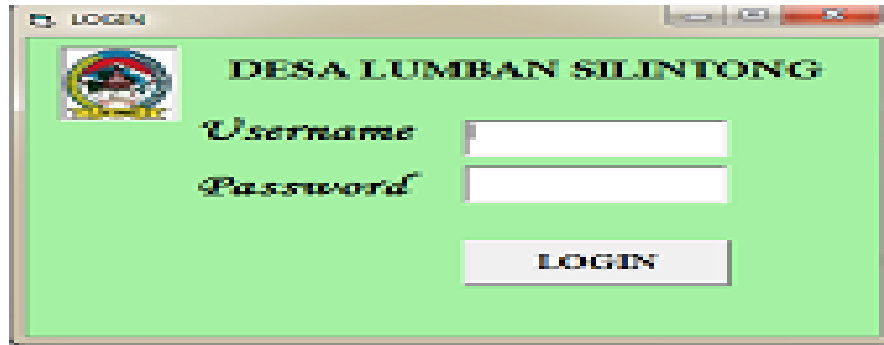 LOGIN
DESA LUMBAN SILINTONG
Username
Password
LOGIN